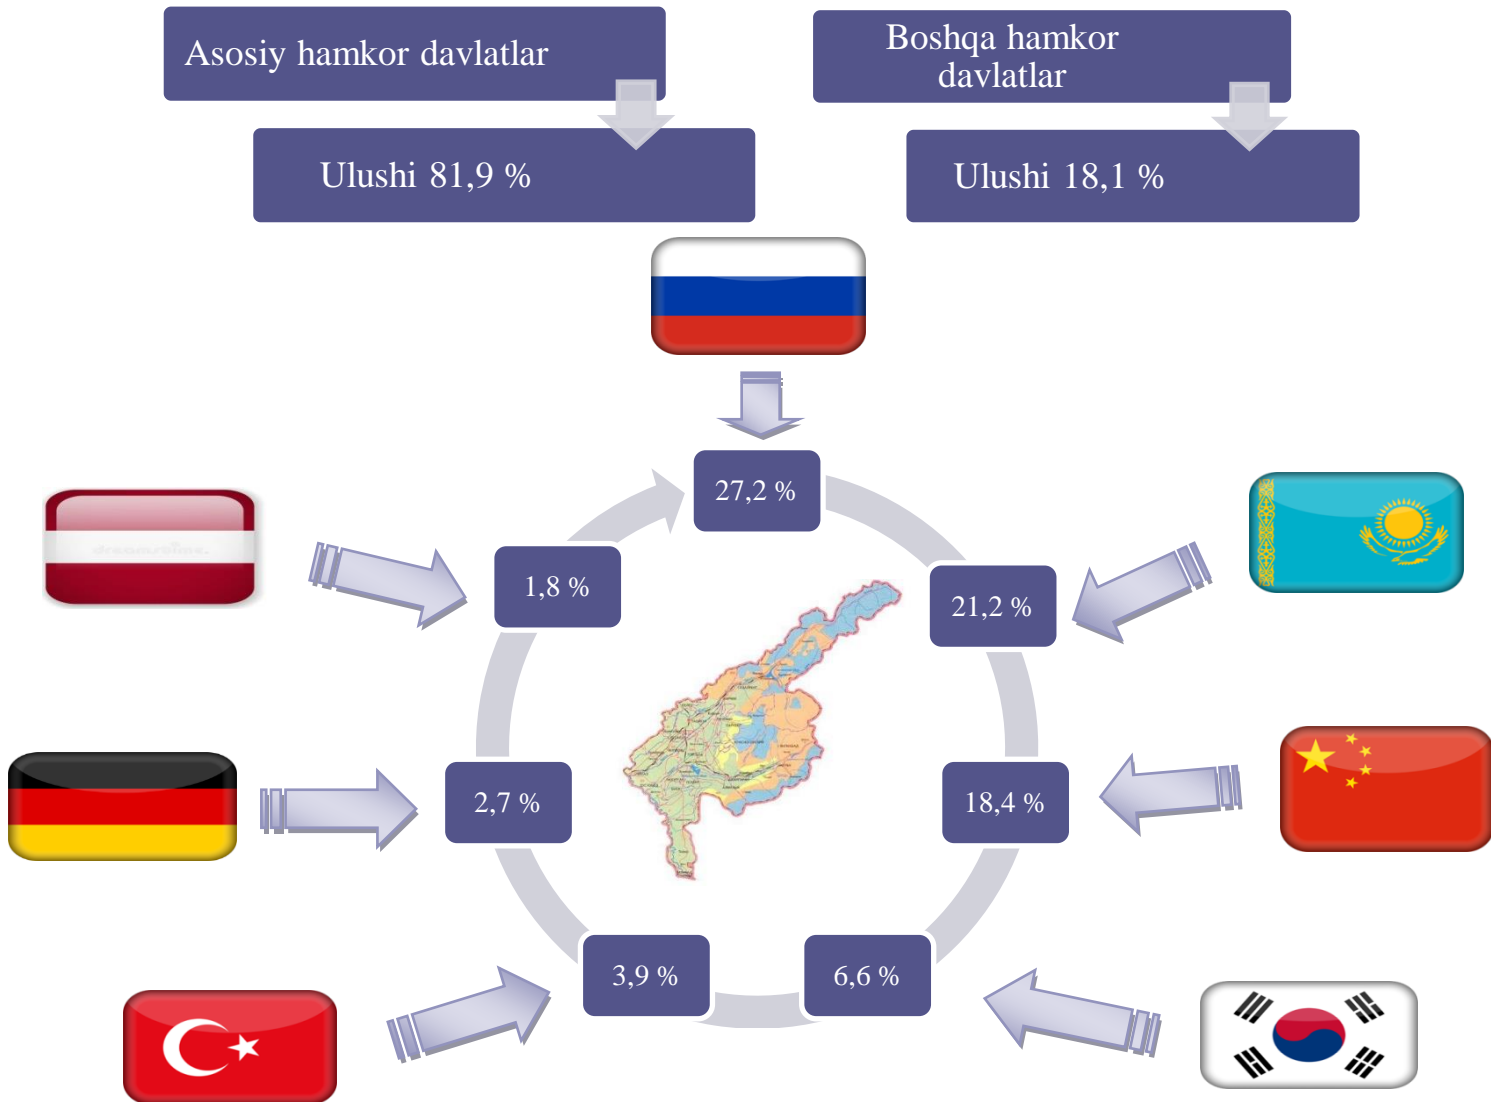 Asosiy hamkor davlatlar
Boshqa hamkor
davlatlar
Ulushi 81,9 %
Ulushi 18,1 %
27,2 %
1,8 %
21,2 %
2,7 %
18,4 %
3,9 %
6,6 %